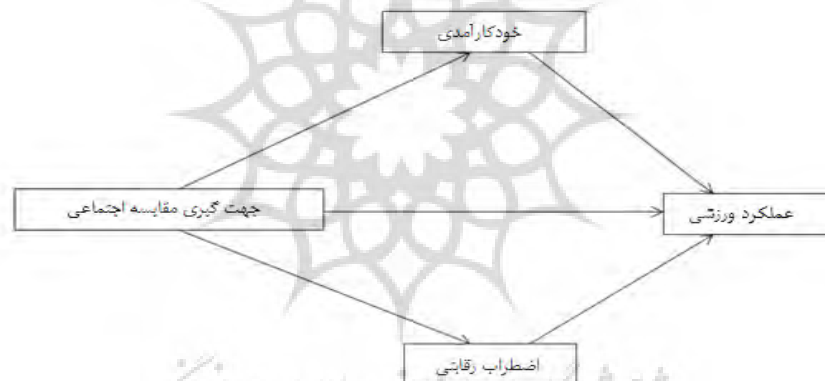 خودکارآمدی
جهت گیری مقایسه اجتماعی
عملکرد ورزشی
اضطراب رقابتی